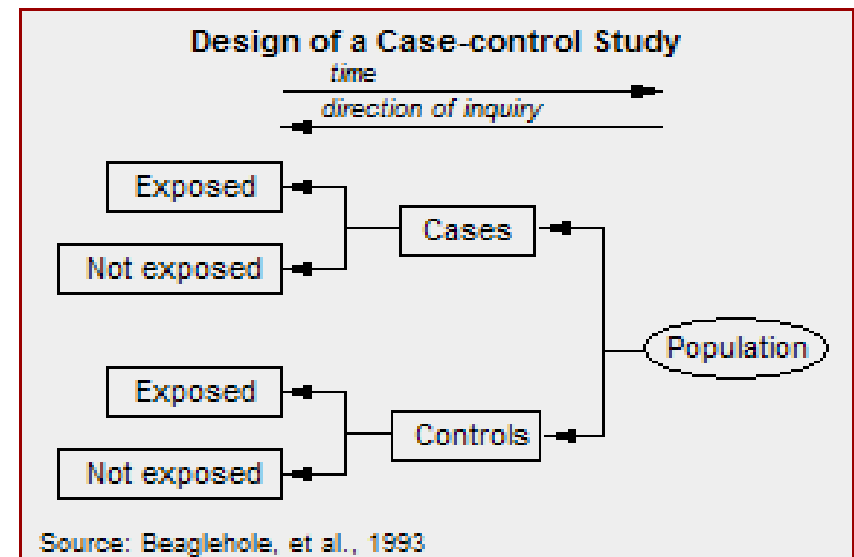 Design of a Case-control Study
time
direction of inquiry
Exposed
Cases
Not exposed
Population
Exposed
Controls
Not exposed
Source: Beaglehole, et al., 1993